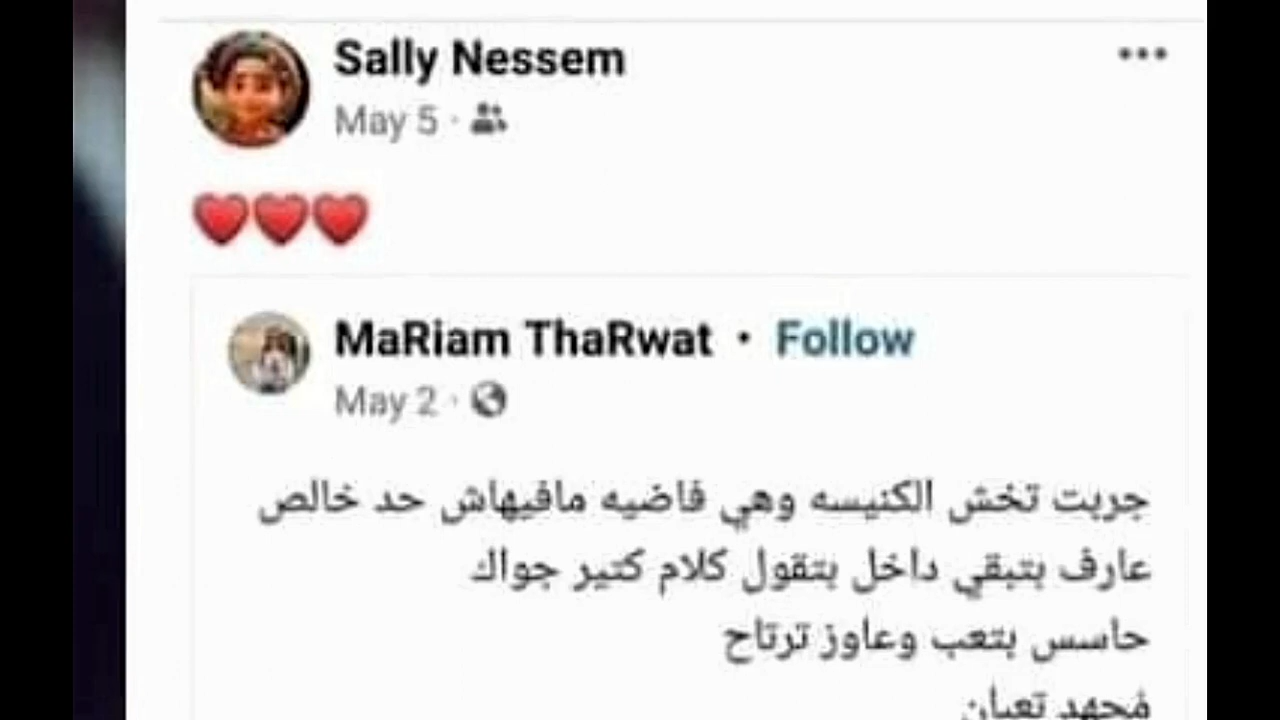 Sally Nessem
May 5 ·
❤️❤️❤️
MaRiam ThaRwat · Follow
May 2 ·
جربت تخش الكنيسه وهي فاضيه مافيهاش حد خالص
عارف بتبقي داخل بتقول كلام كتير جواك
حاسس بتعب وعاوز ترتاح
مُجهد تعبان